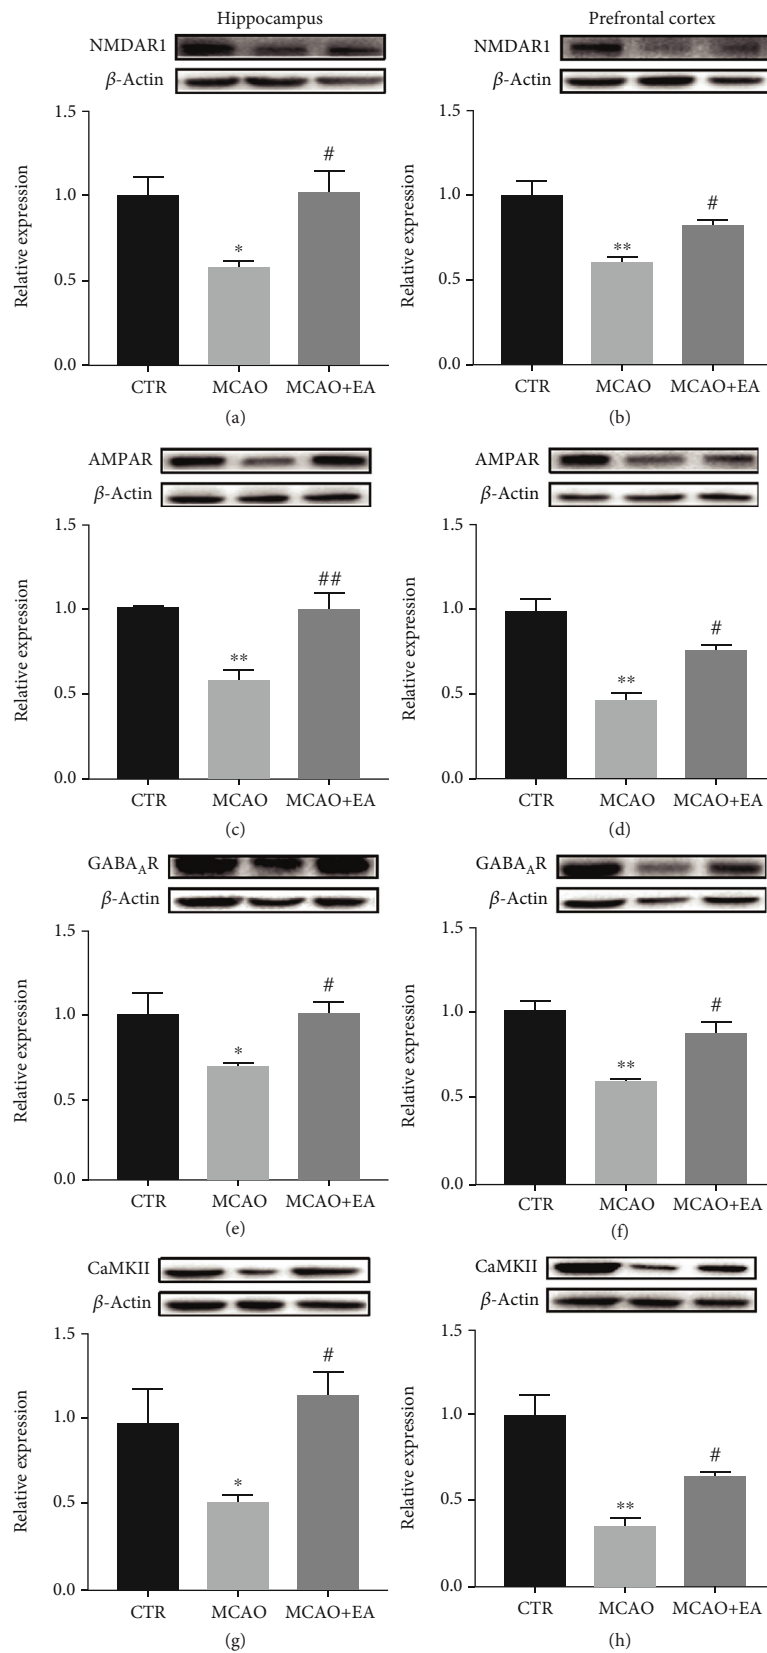 Hippocampus
Prefrontal cortex
NMDAR1
β-Actin
1.5
1.0
0.5
0.0
Relative expression
*
#
CTR MCAO MCAO+EA
(a)
NMDAR1
β-Actin
1.5
1.0
0.5
0.0
Relative expression
**
#
CTR MCAO MCAO+EA
(b)
AMPAR
β-Actin
1.5
1.0
0.5
0.0
Relative expression
**
##
CTR MCAO MCAO+EA
(c)
AMPAR
β-Actin
1.5
1.0
0.5
0.0
Relative expression
**
#
CTR MCAO MCAO+EA
(d)
GABA_AR
β-Actin
1.5
1.0
0.5
0.0
Relative expression
*
#
CTR MCAO MCAO+EA
(e)
GABA_AR
β-Actin
1.5
1.0
0.5
0.0
Relative expression
**
#
CTR MCAO MCAO+EA
(f)
CaMKII
β-Actin
1.5
1.0
0.5
0.0
Relative expression
*
#
CTR MCAO MCAO+EA
(g)
CaMKII
β-Actin
1.5
1.0
0.5
0.0
Relative expression
**
#
CTR MCAO MCAO+EA
(h)